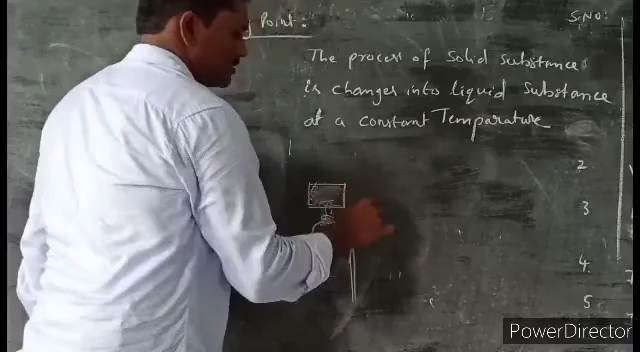 Point:
S.NO:
The process of Solid Substance
is changes into liquid Substance
at a constant Temparature
2.
3
4.
5
PowerDirector